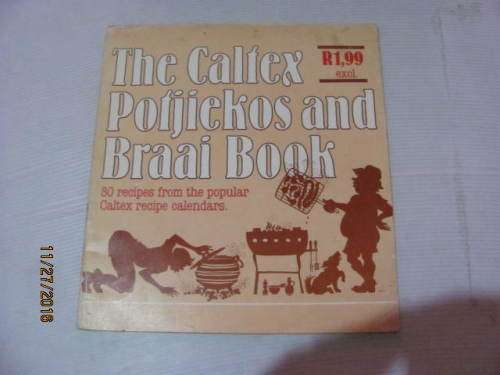 The Caltex
Potjiekos and
Braai Book
R1,99
excl.
80 recipes from the popular
Caltex recipe calendars.
11/27/2016